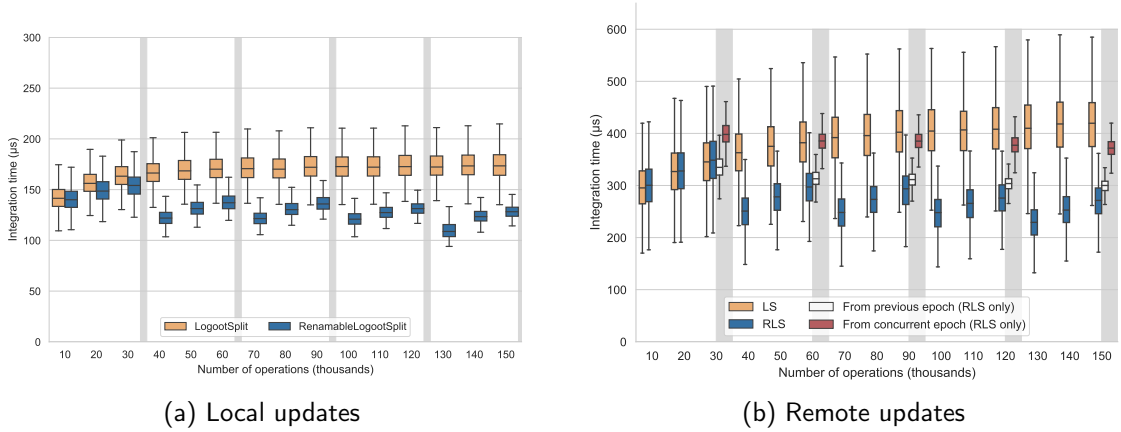 300
250
200
150
100
50
0
Integration time (µs)
LogootSplit
RenamableLogootSplit
10 20 30 40 50 60 70 80 90 100 110 120 130 140 150
Number of operations (thousands)
(a) Local updates
600
500
400
300
200
100
0
Integration time (µs)
LS
RLS
From previous epoch (RLS only)
From concurrent epoch (RLS only)
10 20 30 40 50 60 70 80 90 100 110 120 130 140 150
Number of operations (thousands)
(b) Remote updates